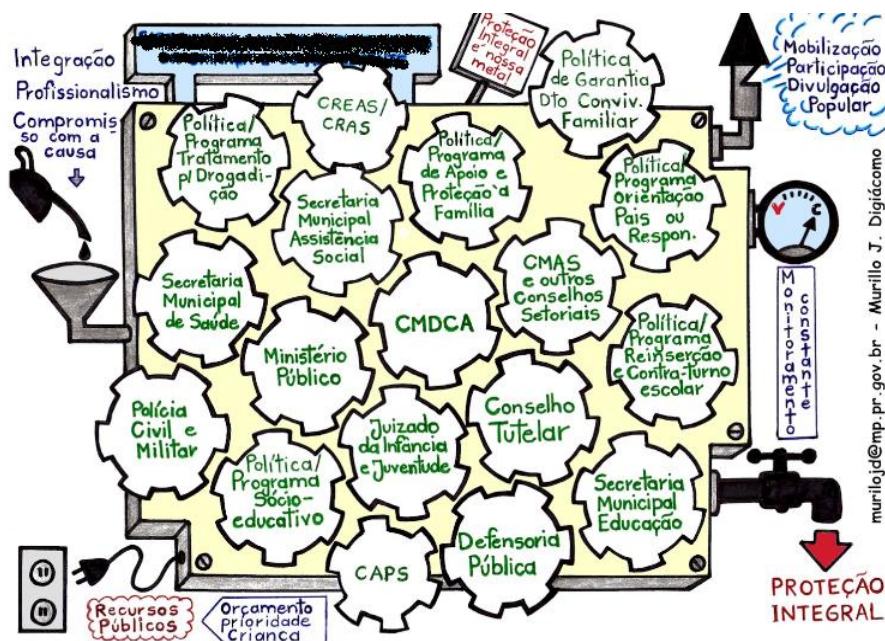 Integração
Profissionalismo
Compromis
so com a
causa
Proteção
Integral
é nossa
meta!
Política
de Garantia
Dto Conviv.
Familiar
Mobilização
Participação
Divulgação
Popular
CREAS/
CRAS
Política/
Programa
Tratamento
p/ Drogadi-
ção
Política/
Programa
de Apoio e
Proteção à
Família
Política/
Programa
Orientação
Pais ou
Respon.
Secretaria
Municipal
Assistência
Social
Secretaria
Municipal
de Saúde
CMDCA
CMAS
e outros
Conselhos
Setoriais
V
C
Monitoramento
constante
Ministério
Público
Política/
Programa
Reinserção
e Contra-turno
escolar
Polícia
Civil e
Militar
Juizado
da Infância
e Juventude
Conselho
Tutelar
Política/
Programa
Sócio-
educativo
Secretaria
Municipal
Educação
CAPS
Defensoria
Pública
Recursos
Públicos
Orçamento
prioridade
Criança
PROTEÇÃO
INTEGRAL
murilojd@mp.pr.gov.br - Murillo J. Digiácomo